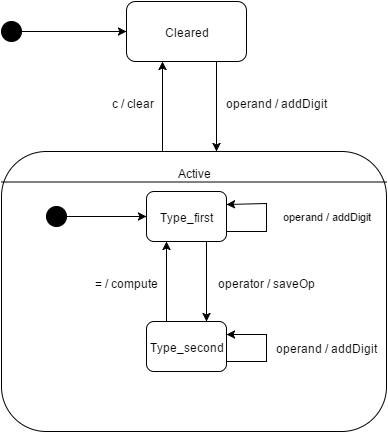 Cleared
c / clear
operand / addDigit
Active
Type_first
operand / addDigit
= / compute
operator / saveOp
Type_second
operand / addDigit